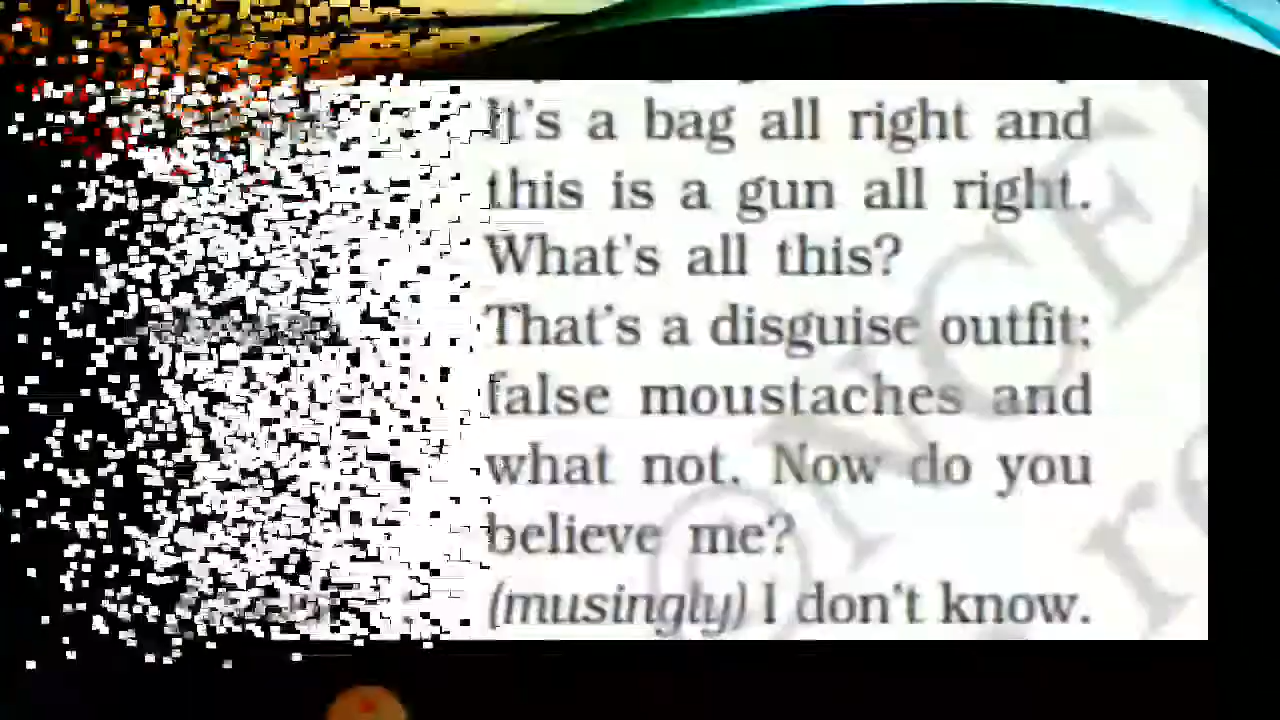 It's a bag all right and
this is a gun all right.
What's all this?
That's a disguise outfit;
false moustaches and
what not. Now do you
believe me?
(musingly) I don't know.